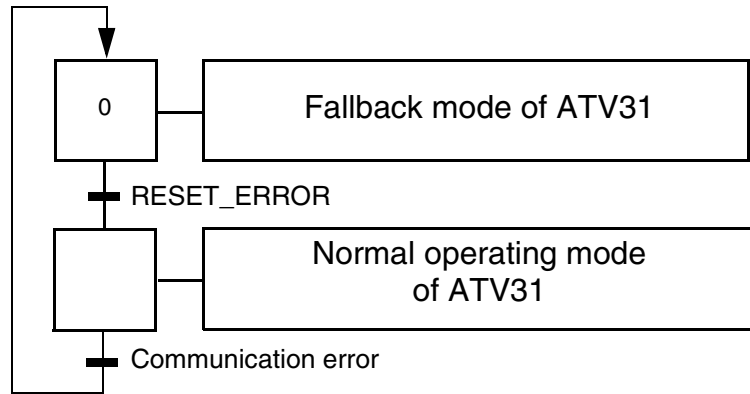 0
Fallback mode of ATV31
RESET_ERROR
Normal operating mode
of ATV31
Communication error